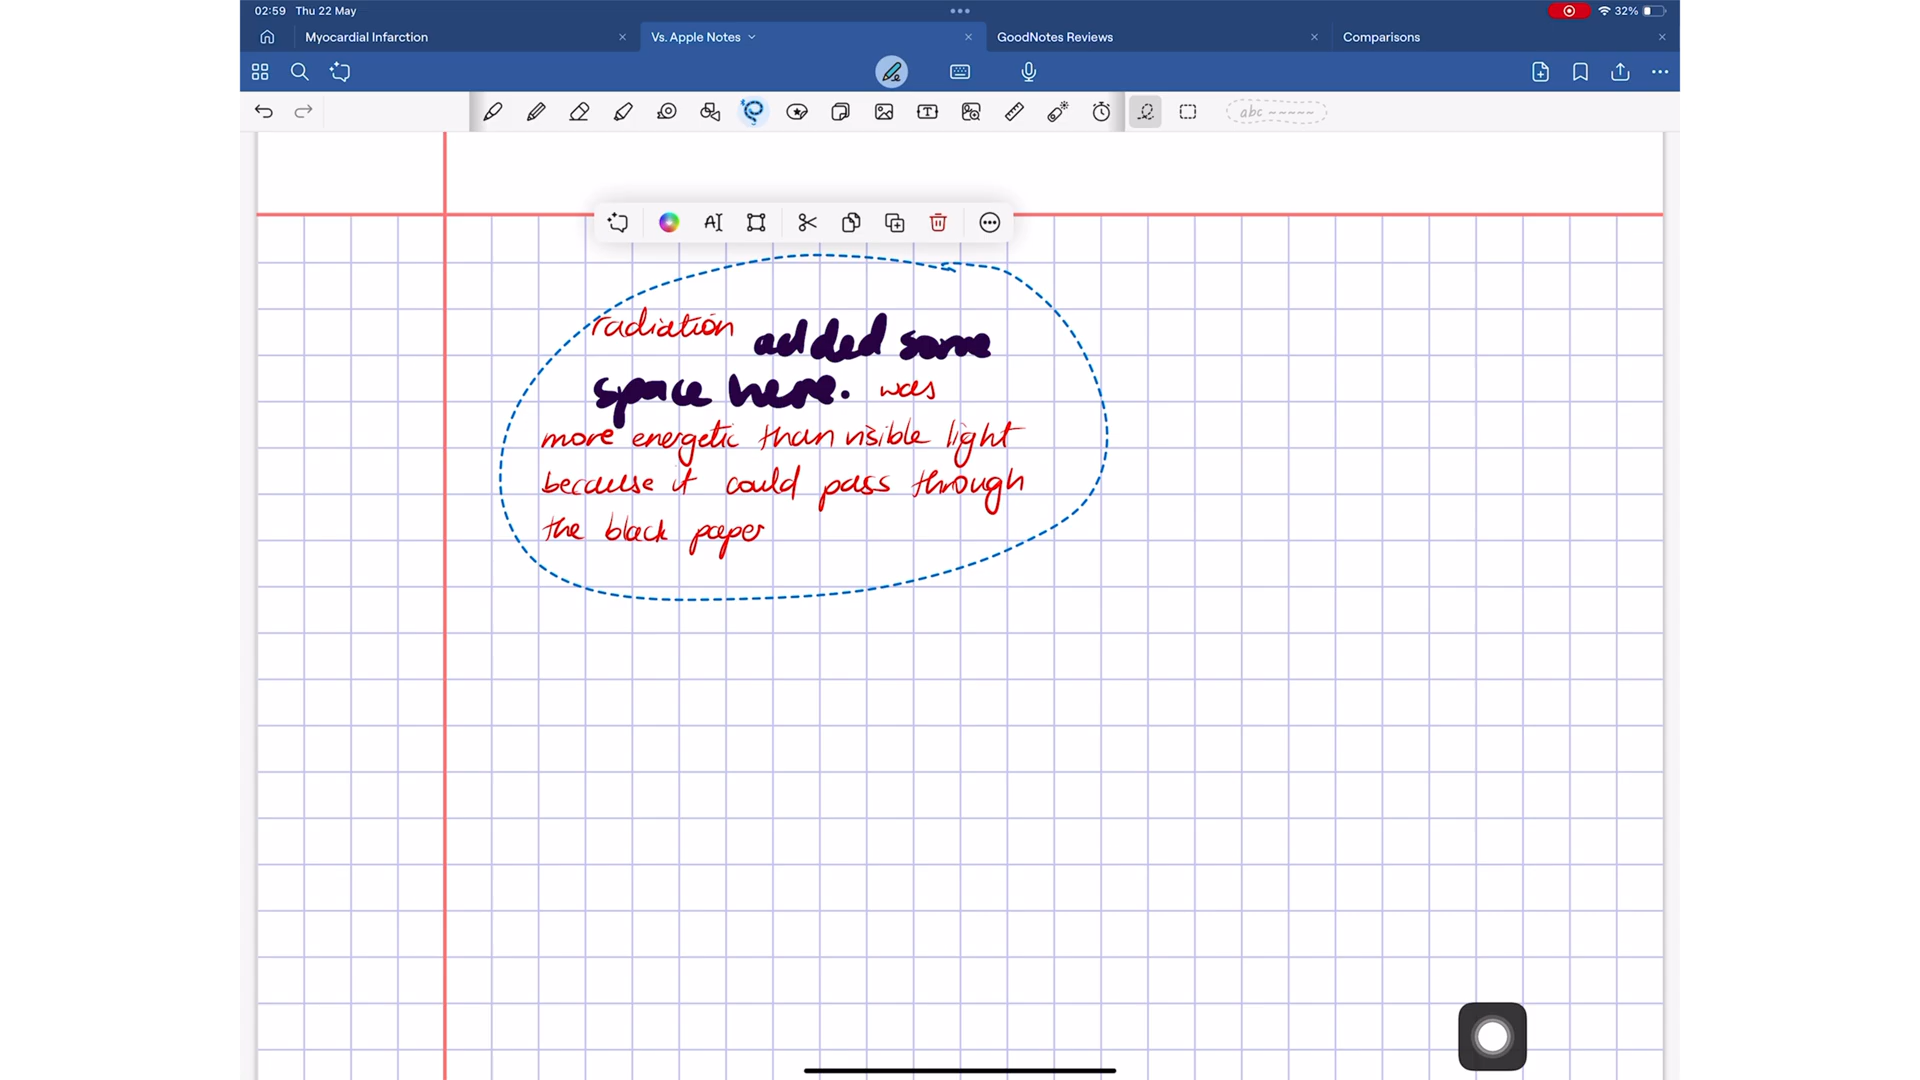 02:59 Thu 22 May 32%
Myocardial Infarction Vs. Apple Notes GoodNotes Reviews Comparisons
abc
radiation added some
space here. was
more energetic than visible light
because it could pass through
the black paper